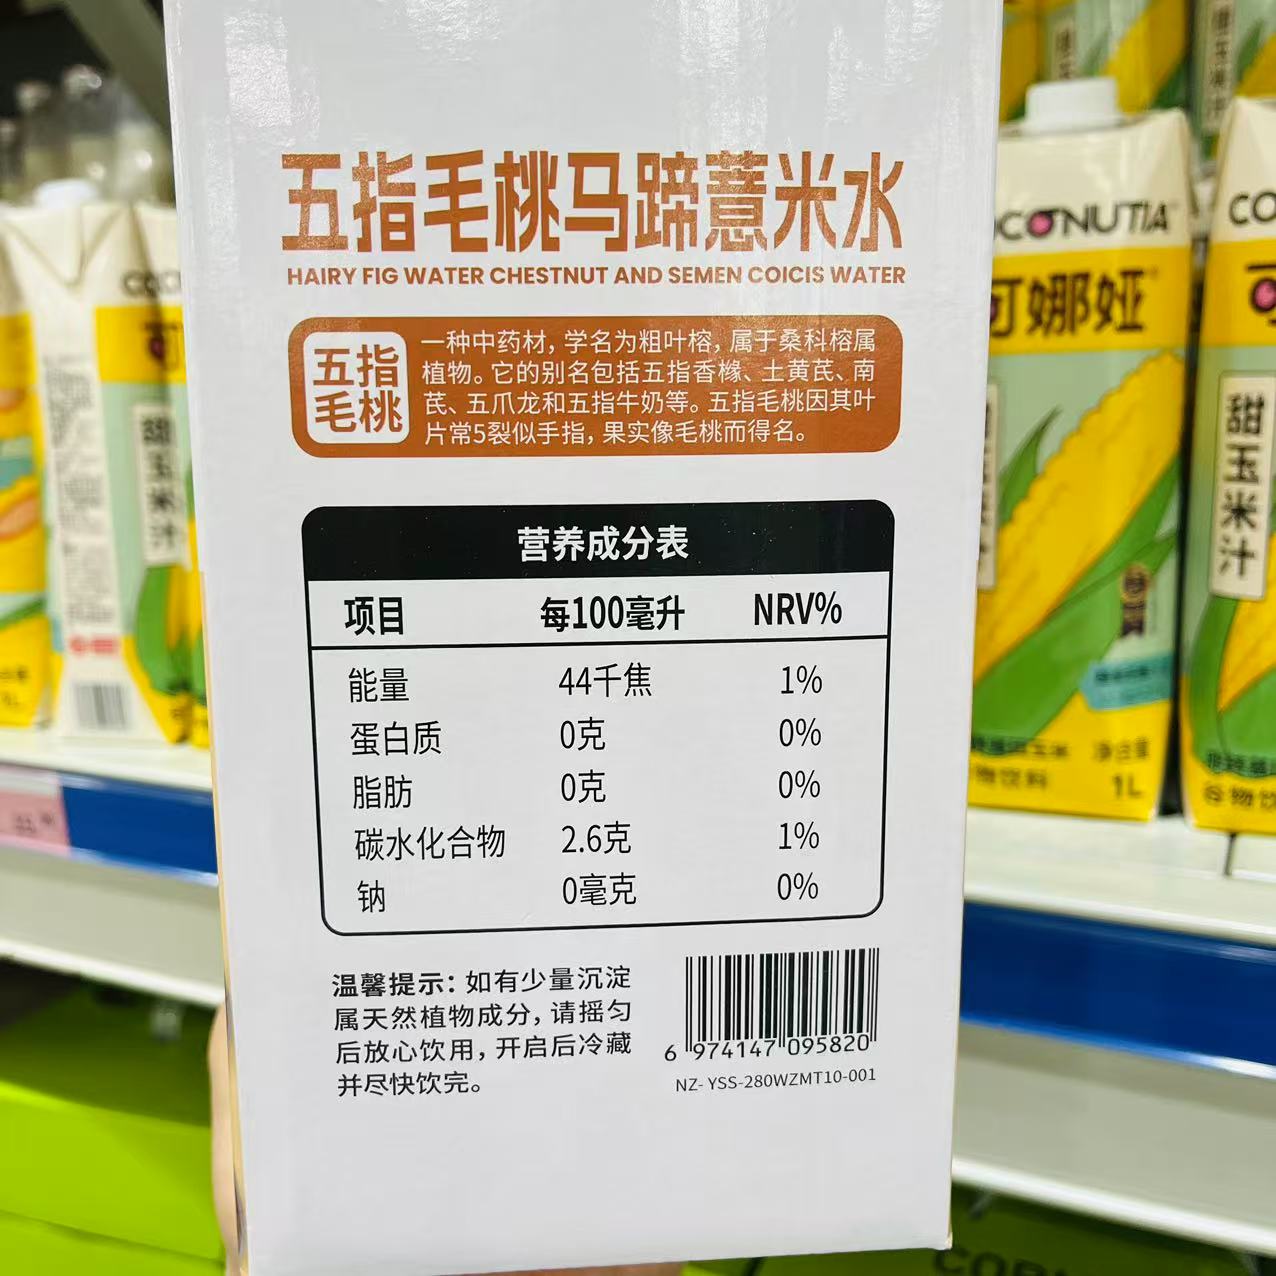 五指毛桃马蹄薏米水
HAIRY FIG WATER CHESTNUT AND SEMEN COICIS WATER
五指
毛桃
一种中药材，学名为粗叶榕，属于桑科榕属
植物。它的别名包括五指香橼、土黄芪、南
芪、五爪龙和五指牛奶等。五指毛桃因其叶
片常5裂似手指，果实像毛桃而得名。
营养成分表
项目 每100毫升 NRV%
能量 44千焦 1%
蛋白质 0克 0%
脂肪 0克 0%
碳水化合物 2.6克 1%
钠 0毫克 0%
温馨提示：如有少量沉淀
属天然植物成分，请摇匀
后放心饮用，开启后冷藏
并尽快饮完。
6 974147 095820
NZ- YSS-280WZMT10-001
COCONUTIA
可娜娅
净含量
1L
CO
甜玉米汁
甜玉米汁